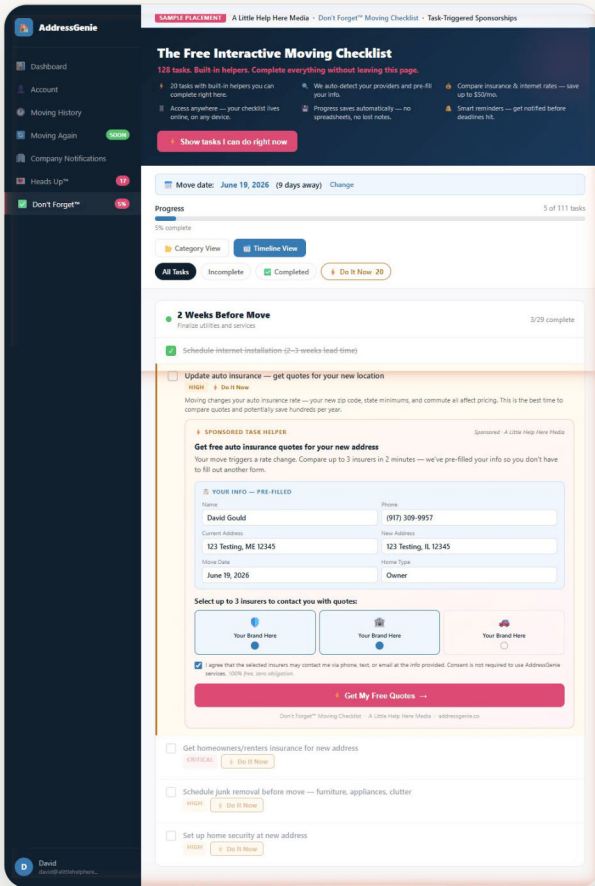 AddressGenie
Dashboard
Account
Moving History
Moving Again SOON
Company Notifications
Heads Up™ 17
Don't Forget™ 5%
D David
david@alittlehelphere...
SAMPLE PLACEMENT A Little Help Here Media · Don't Forget™ Moving Checklist · Task-Triggered Sponsorships
The Free Interactive Moving Checklist
128 tasks. Built-in helpers. Complete everything without leaving this page.
20 tasks with built-in helpers you can
complete right here.
We auto-detect your providers and pre-fill
your info.
Compare insurance & internet rates — save
up to $50/mo.
Access anywhere — your checklist lives
online, on any device.
Progress saves automatically — no
spreadsheets, no lost notes.
Smart reminders — get notified before
deadlines hit.
Show tasks I can do right now
Move date: June 19, 2026 (9 days away) Change
Progress 5 of 111 tasks
5% complete
Category View Timeline View
All Tasks Incomplete Completed Do It Now 20
2 Weeks Before Move 3/29 complete
Finalize utilities and services
Schedule internet installation (2–3 weeks lead time)
Update auto insurance — get quotes for your new location
HIGH Do It Now
Moving changes your auto insurance rate — your new zip code, state minimums, and commute all affect pricing. This is the best time to
compare quotes and potentially save hundreds per year.
SPONSORED TASK HELPER Sponsored · A Little Help Here Media
Get free auto insurance quotes for your new address
Your move triggers a rate change. Compare up to 3 insurers in 2 minutes — we've pre-filled your info so you don't have
to fill out another form.
YOUR INFO — PRE-FILLED
Name Phone
David Gould (917) 309-9957
Current Address New Address
123 Testing, ME 12345 123 Testing, IL 12345
Move Date Home Type
June 19, 2026 Owner
Select up to 3 insurers to contact you with quotes:
Your Brand Here Your Brand Here Your Brand Here
I agree that the selected insurers may contact me via phone, text, or email at the info provided. Consent is not required to use AddressGenie
services. 100% free, zero obligation.
Get My Free Quotes →
Don't Forget™ Moving Checklist · A Little Help Here Media · addressgenie.co
Get homeowners/renters insurance for new address
CRITICAL Do It Now
Schedule junk removal before move — furniture, appliances, clutter
HIGH Do It Now
Set up home security at new address
HIGH Do It Now